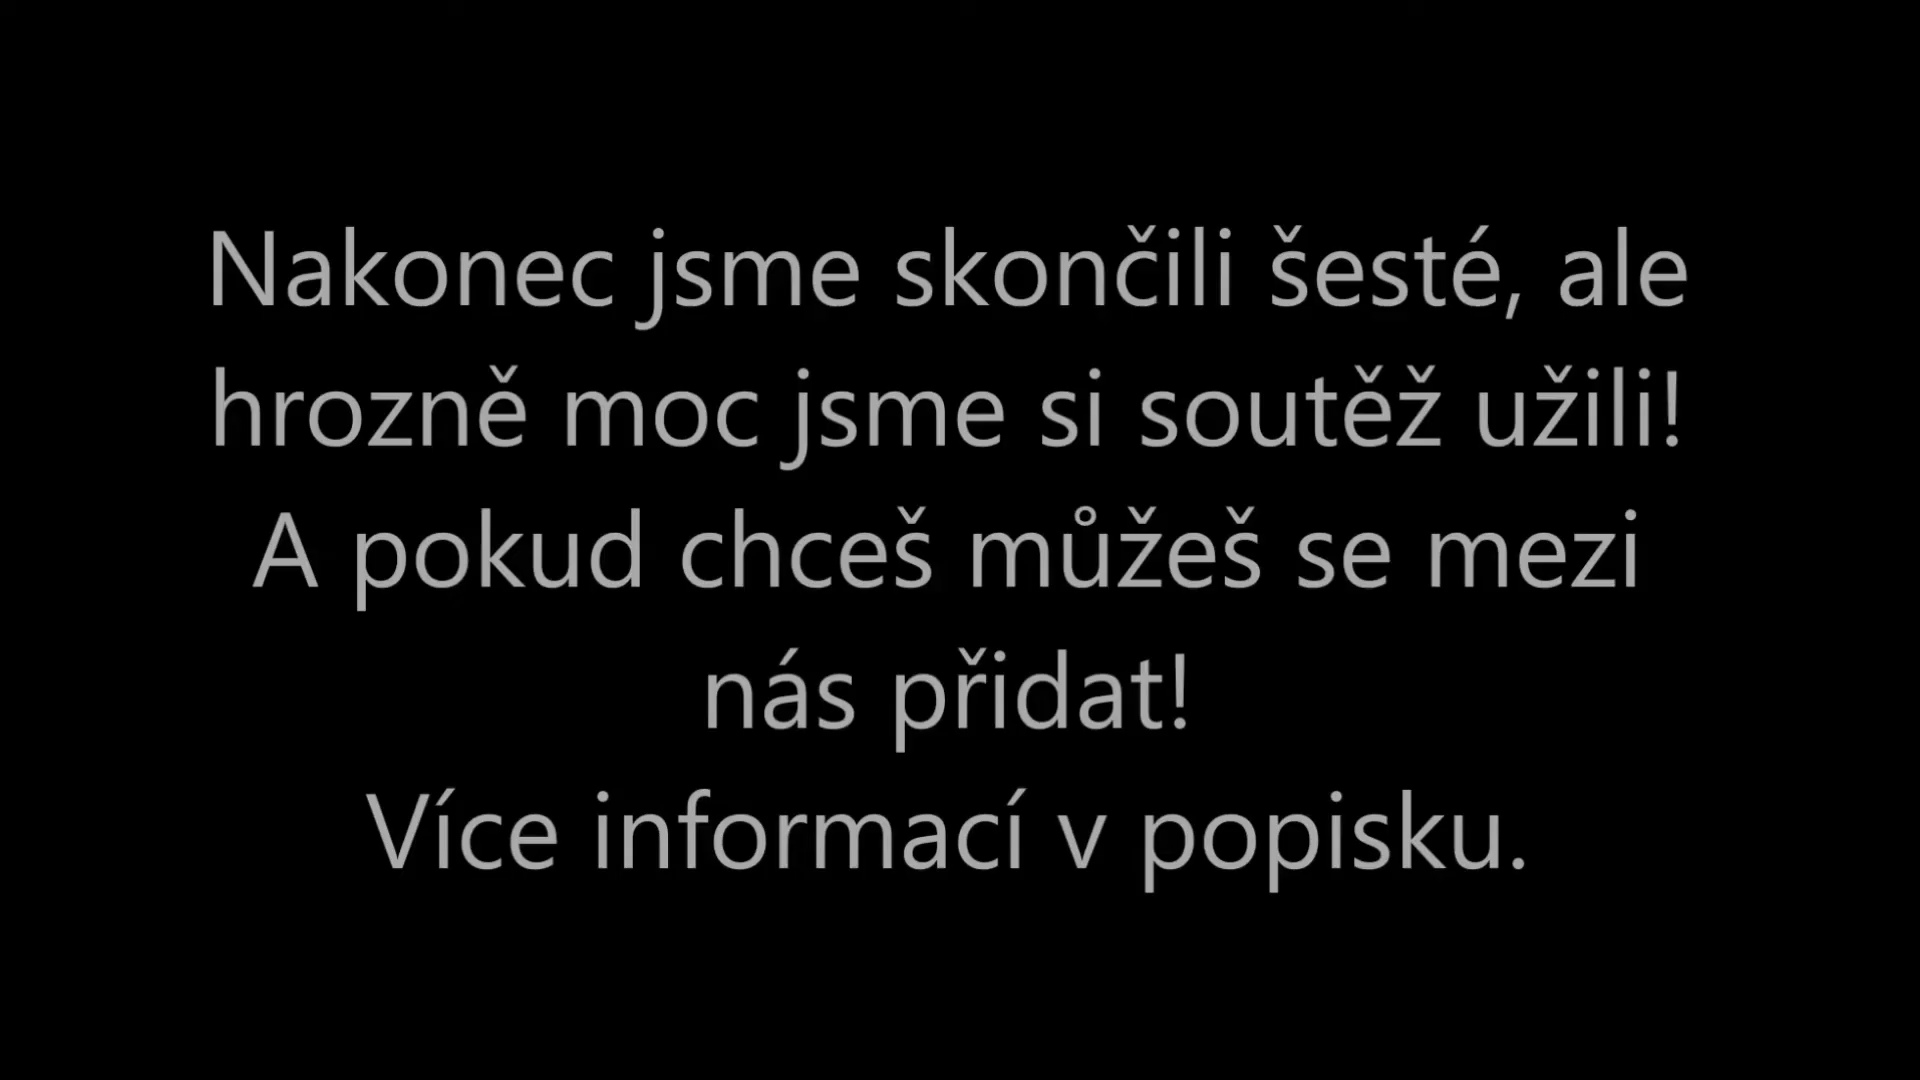 Nakonec jsme skončili šesté, ale
hrozně moc jsme si soutěž užili!
A pokud chceš můžeš se mezi
nás přidat!
Více informací v popisku.